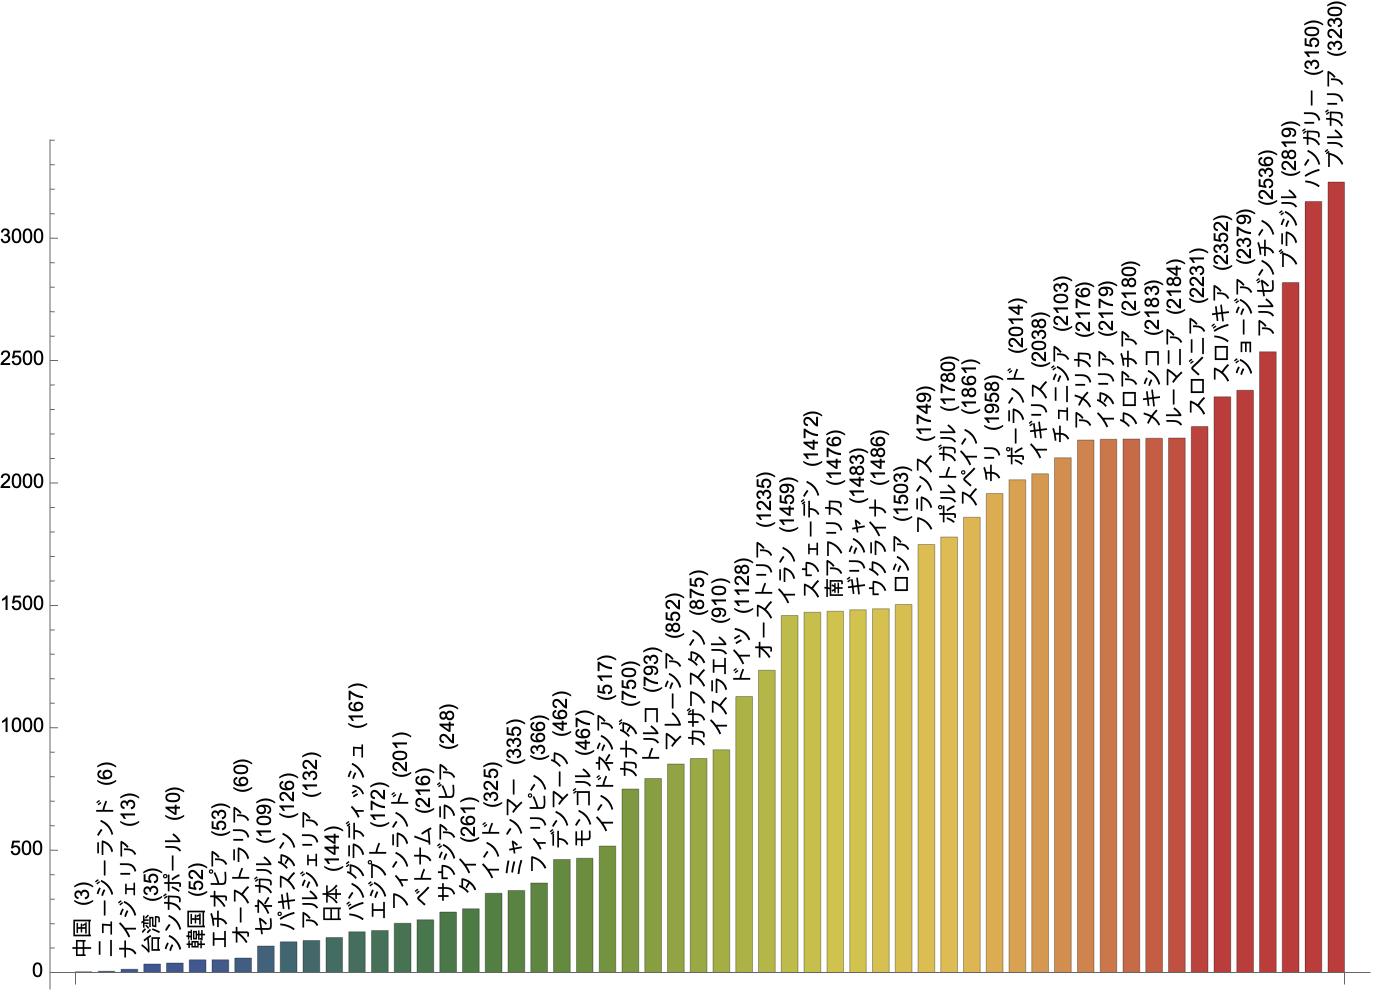 3000
2500
2000
1500
1000
500
0
中国 (3)
ニュージーランド (6)
ナイジェリア (13)
台湾 (35)
シンガポール (40)
韓国 (52)
エチオピア (53)
オーストラリア (60)
セネガル (109)
パキスタン (126)
アルジェリア (132)
日本 (144)
バングラディッシュ (167)
エジプト (172)
フィンランド (201)
ベトナム (216)
サウジアラビア (248)
タイ (261)
インド (325)
ミャンマー (335)
フィリピン (366)
デンマーク (462)
モンゴル (467)
インドネシア (517)
カナダ (750)
トルコ (793)
マレーシア (852)
カザフスタン (875)
イスラエル (910)
ドイツ (1128)
オーストリア (1235)
イラン (1459)
スウェーデン (1472)
南アフリカ (1476)
ギリシャ (1483)
ウクライナ (1486)
ロシア (1503)
フランス (1749)
ポルトガル (1780)
スペイン (1861)
チリ (1958)
ポーランド (2014)
イギリス (2038)
チュニジア (2103)
アメリカ (2176)
イタリア (2179)
クロアチア (2180)
メキシコ (2183)
ルーマニア (2184)
スロベニア (2231)
スロバキア (2352)
ジョージア (2379)
アルゼンチン (2536)
ブラジル (2819)
ハンガリー (3150)
ブルガリア (3230)